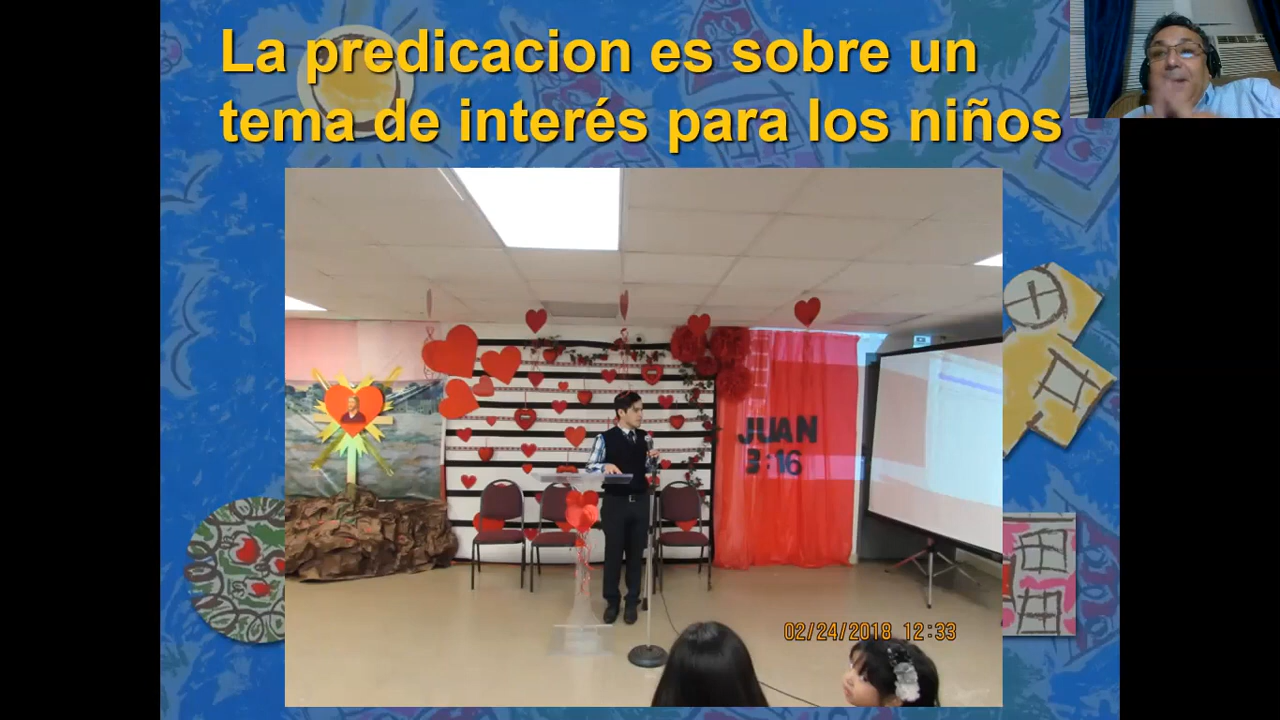 La predicacion es sobre un
tema de interés para los niños
JUAN
3:16
02/24/2018 12:33